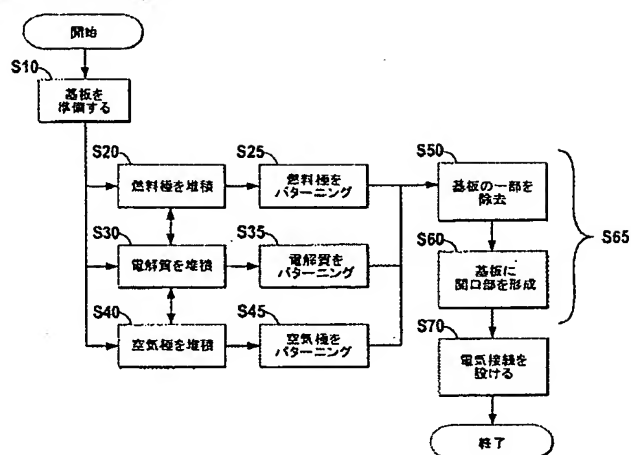 開始
S10
基板を
準備する
S20
燃料極を堆積
S25
燃料極を
パターニング
S30
電解質を堆積
S35
電解質を
パターニング
S40
空気極を堆積
S45
空気極を
パターニング
S50
基板の一部を
除去
S60
基板に
開口部を形成
S65
S70
電気接続を
設ける
終了